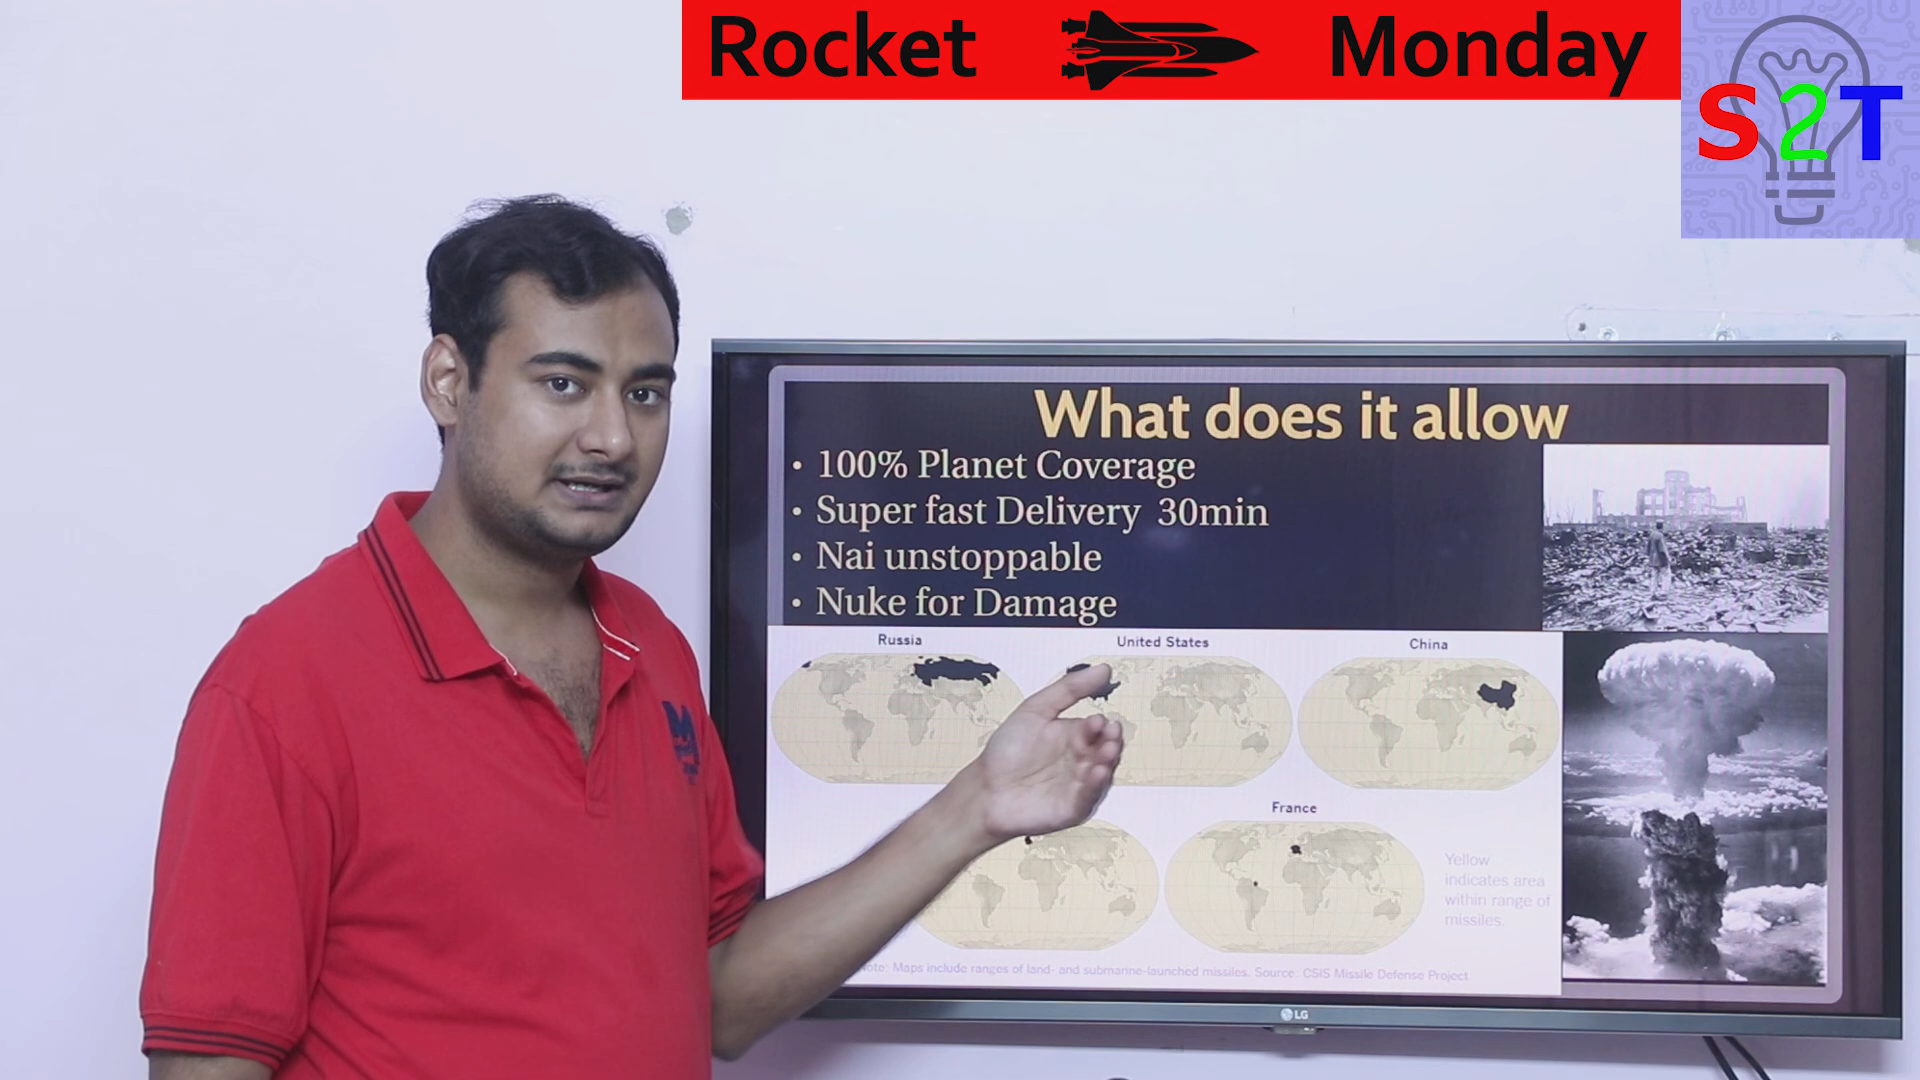 Rocket Monday
S2T
What does it allow
• 100% Planet Coverage
• Super fast Delivery 30min
• Nai unstoppable
• Nuke for Damage
Russia
United States
China
France
Yellow
indicates area
within range of
missiles.
Note: Maps include ranges of land- and submarine-launched missiles. Source: CSIS Missile Defense Project
LG